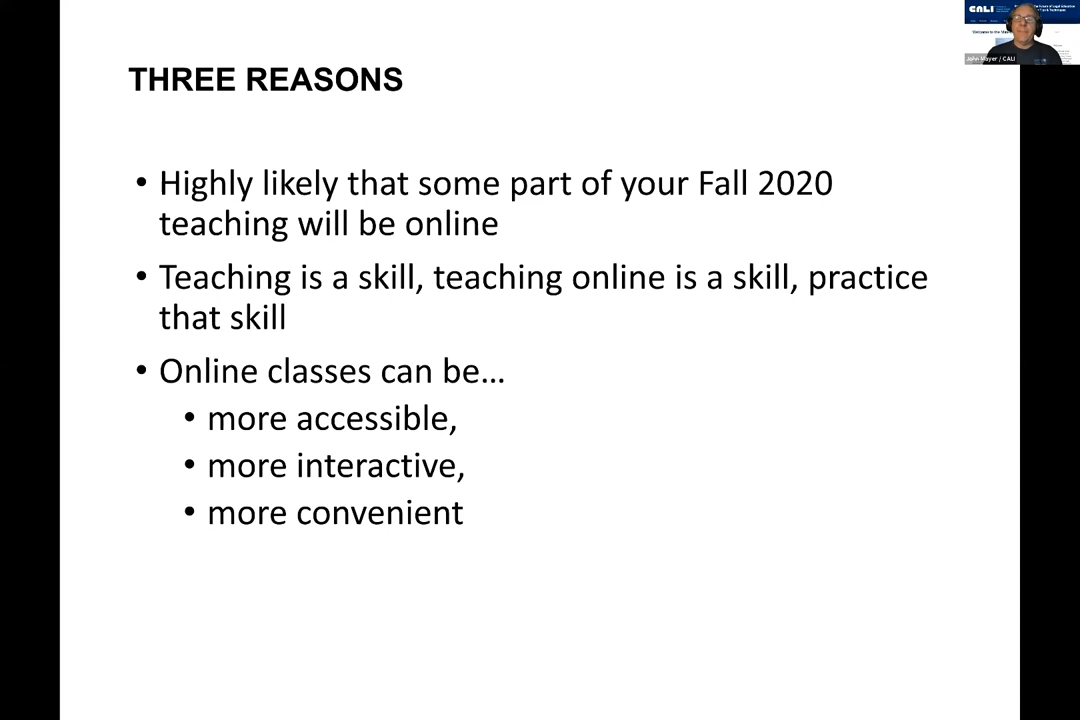 THREE REASONS
• Highly likely that some part of your Fall 2020
teaching will be online
• Teaching is a skill, teaching online is a skill, practice
that skill
• Online classes can be…
• more accessible,
• more interactive,
• more convenient
CALI
John Mayer / CALI